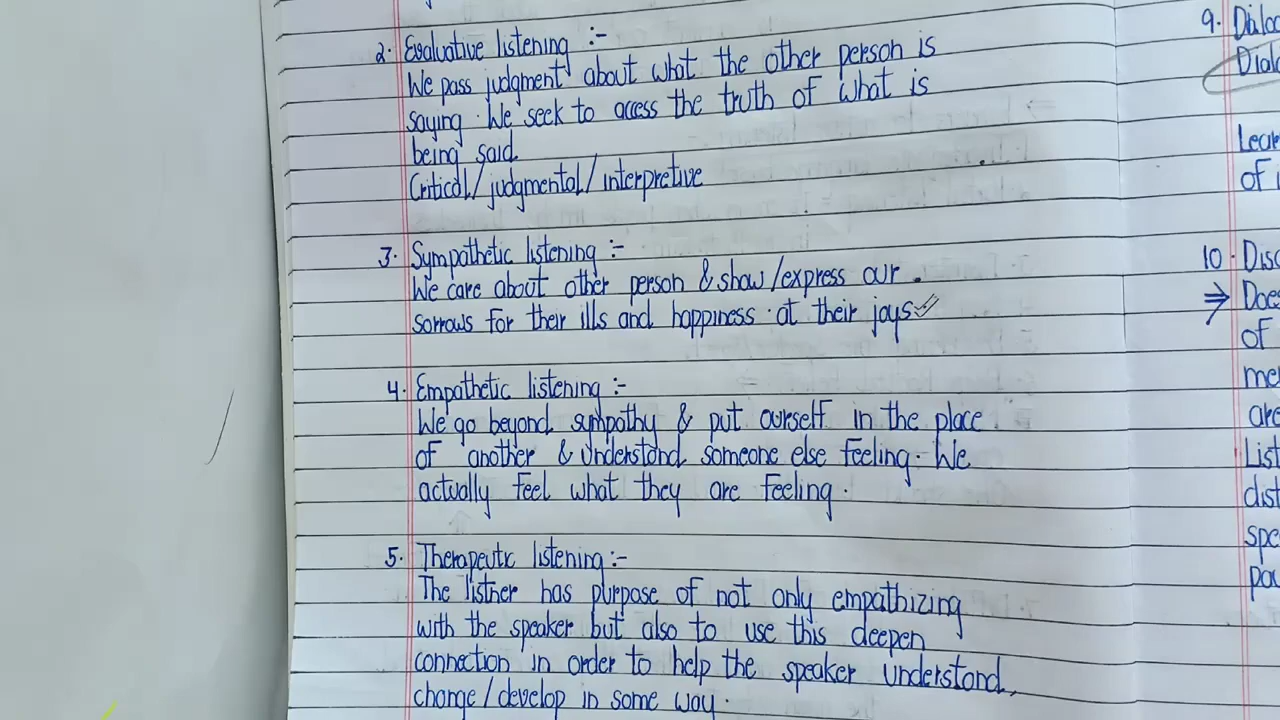 2. Evaluative listening :-
We pass judgment about what the other person is
saying. We seek to access the truth of what is
being said.
Critical/judgmental/interpretive
3. Sympathetic listening :-
We care about other person & show/express our
sorrows for their ills and happiness at their joys
4. Empathetic listening :-
We go beyond sympathy & put ourself in the place
of another & understand someone else feeling. We
actually feel what they are feeling.
5. Therapeutic listening :-
The listner has purpose of not only empathizing
with the speaker but also to use this deepen
connection in order to help the speaker understand,
change/develop in some way.
9.
10.
⇒ Does
of
are
List